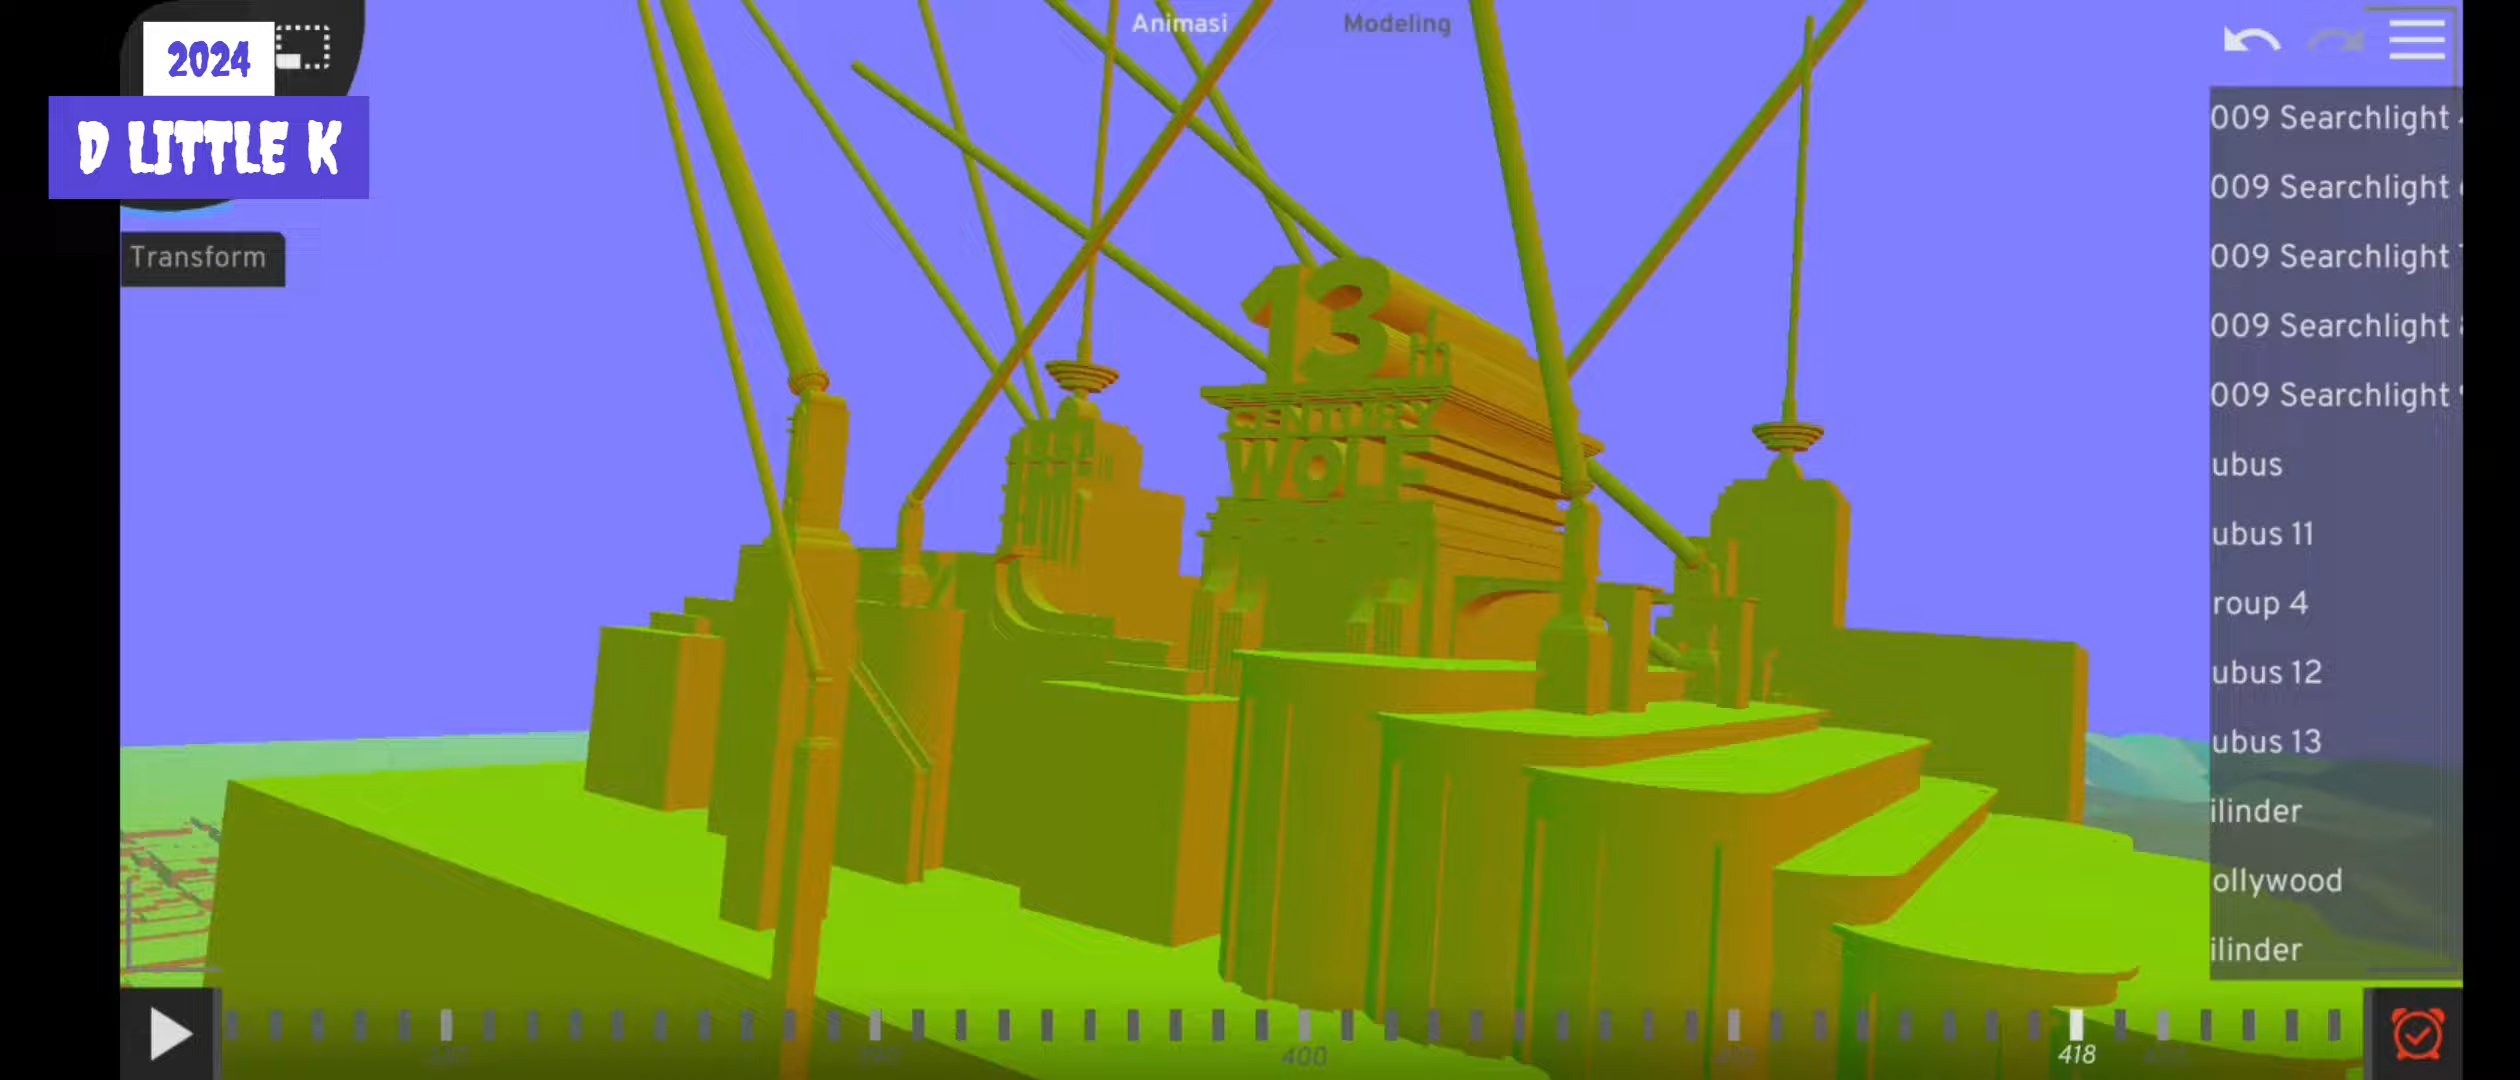 Animasi
Modeling
2024
D LITTLE K
Transform
009 Searchlight
009 Searchlight
009 Searchlight
009 Searchlight
009 Searchlight
ubus
ubus 11
roup 4
ubus 12
ubus 13
ilinder
ollywood
ilinder
13th
CENTURY
WOLF
400
418